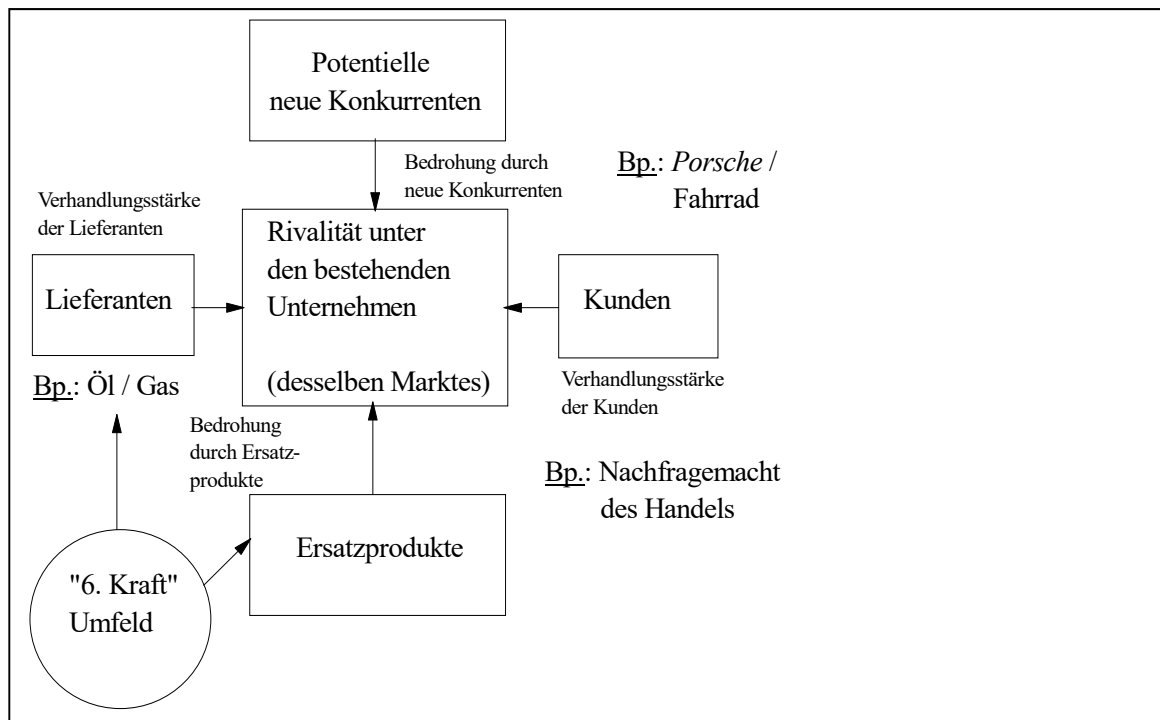 Potentielle
neue Konkurrenten
Bedrohung durch
neue Konkurrenten
Bp.: Porsche /
Fahrrad
Verhandlungsstärke
der Lieferanten
Lieferanten
Rivalität unter
den bestehenden
Unternehmen
(desselben Marktes)
Kunden
Bp.: Öl / Gas
Verhandlungsstärke
der Kunden
Bedrohung
durch Ersatz-
produkte
Bp.: Nachfragemacht
des Handels
Ersatzprodukte
"6. Kraft"
Umfeld